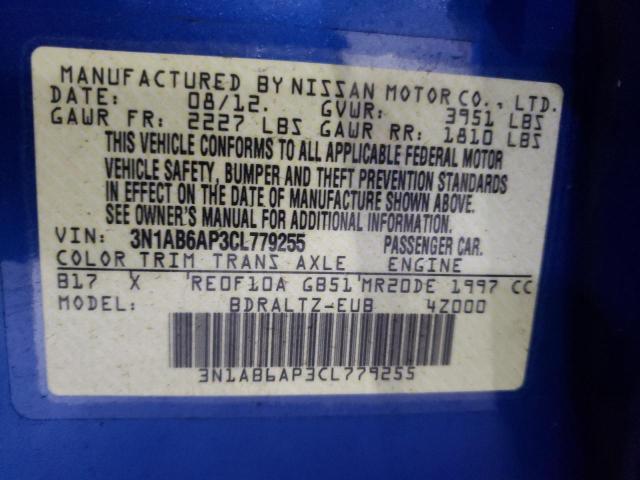 MANUFACTURED BY NISSAN MOTOR CO., LTD.
DATE: 08/12. GVWR: 3951 LBS
GAWR FR: 2227 LBS GAWR RR: 1810 LBS
THIS VEHICLE CONFORMS TO ALL APPLICABLE FEDERAL MOTOR
VEHICLE SAFETY, BUMPER AND THEFT PREVENTION STANDARDS
IN EFFECT ON THE DATE OF MANUFACTURE SHOWN ABOVE.
SEE OWNER'S MANUAL FOR ADDITIONAL INFORMATION.
VIN: 3N1AB6AP3CL779255 PASSENGER CAR.
COLOR TRIM TRANS AXLE ENGINE
B17 X RE0F10A GB51 MR20DE 1997 CC
MODEL: BDRALTZ-EUB 4Z000
3N1AB6AP3CL779255